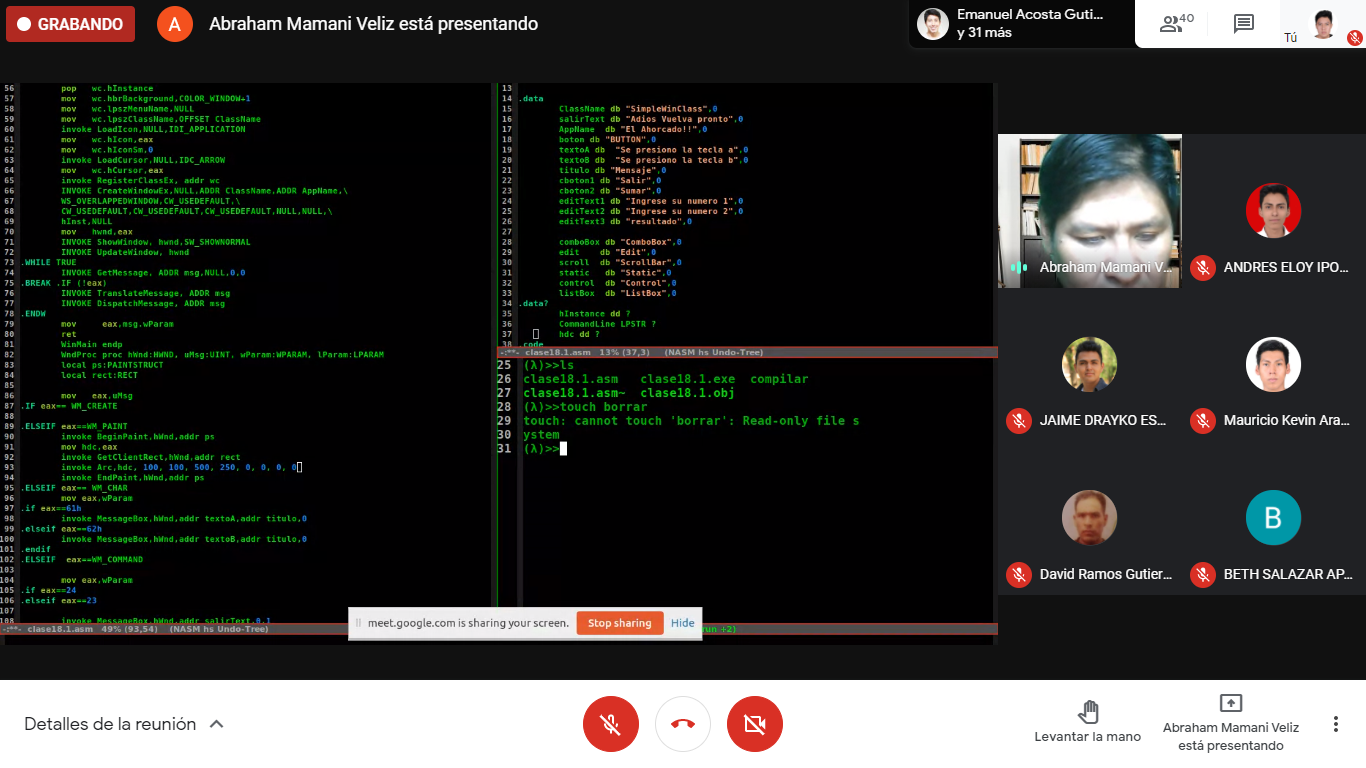 GRABANDO
A
Abraham Mamani Veliz está presentando
Emanuel Acosta Guti...
y 31 más
40
Tú
56 pop wc.hInstance
57 mov wc.hbrBackground,COLOR_WINDOW+1
58 mov wc.lpszMenuName,NULL
59 mov wc.lpszClassName,OFFSET ClassName
60 invoke LoadIcon,NULL,IDI_APPLICATION
61 mov wc.hIcon,eax
62 mov wc.hIconSm,0
63 invoke LoadCursor,NULL,IDC_ARROW
64 mov wc.hCursor,eax
65 invoke RegisterClassEx, addr wc
66 INVOKE CreateWindowEx,NULL,ADDR ClassName,ADDR AppName,\
67 WS_OVERLAPPEDWINDOW,CW_USEDEFAULT,\
68 CW_USEDEFAULT,CW_USEDEFAULT,CW_USEDEFAULT,NULL,NULL,\
69 hInst,NULL
70 mov hwnd,eax
71 INVOKE ShowWindow, hwnd,SW_SHOWNORMAL
72 INVOKE UpdateWindow, hwnd
73 .WHILE TRUE
74 INVOKE GetMessage, ADDR msg,NULL,0,0
75 .BREAK .IF (!eax)
76 INVOKE TranslateMessage, ADDR msg
77 INVOKE DispatchMessage, ADDR msg
78 .ENDW
79 mov eax,msg.wParam
80 ret
81 WinMain endp
82 WndProc proc hWnd:HWND, uMsg:UINT, wParam:WPARAM, lParam:LPARAM
83 local ps:PAINTSTRUCT
84 local rect:RECT
85
86 mov eax,uMsg
87 .IF eax== WM_CREATE
88
89 .ELSEIF eax==WM_PAINT
90 invoke BeginPaint,hWnd,addr ps
91 mov hdc,eax
92 invoke GetClientRect,hWnd,addr rect
93 invoke Arc,hdc, 100, 100, 500, 250, 0, 0, 0, 0
94 invoke EndPaint,hWnd,addr ps
95 .ELSEIF eax== WM_CHAR
96 mov eax,wParam
97 .if eax==61h
98 invoke MessageBox,hWnd,addr textoA,addr titulo,0
99 .elseif eax==62h
100 invoke MessageBox,hWnd,addr textoB,addr titulo,0
101 .endif
102 .ELSEIF eax==WM_COMMAND
103
104 mov eax,wParam
105 .if eax==24
106 .elseif eax==23
107
108 invoke MessageBox,hWnd,addr salirText,0,1
-:**- clase18.1.asm 49% (93,54) (NASM hs Undo-Tree)
13
14 .data
15 ClassName db "SimpleWinClass",0
16 salirText db "Adios Vuelva pronto",0
17 AppName db "El Ahorcado!!",0
18 boton db "BUTTON",0
19 textoA db "Se presiono la tecla a",0
20 textoB db "Se presiono la tecla b",0
21 titulo db "Mensaje",0
22 cboton1 db "Salir",0
23 cboton2 db "Sumar",0
24 editText1 db "Ingrese su numero 1",0
25 editText2 db "Ingrese su numero 2",0
26 editText3 db "resultado",0
27
28 comboBox db "ComboBox",0
29 edit db "Edit",0
30 scroll db "ScrollBar",0
31 static db "Static",0
32 control db "Control",0
33 listBox db "ListBox",0
34 .data?
35 hInstance dd ?
36 CommandLine LPSTR ?
37 hdc dd ?
38 .code
-:**- clase18.1.asm 13% (37,3) (NASM hs Undo-Tree)
25 (λ)>>ls
26 clase18.1.asm clase18.1.exe compilar
27 clase18.1.asm~ clase18.1.obj
28 (λ)>>touch borrar
29 touch: cannot touch 'borrar': Read-only file s
30 ystem
31 (λ)>>
run +2)
meet.google.com is sharing your screen.
Stop sharing
Hide
Abraham Mamani V...
ANDRES ELOY IPO...
JAIME DRAYKO ES...
Mauricio Kevin Ara...
David Ramos Gutier...
B
BETH SALAZAR AP...
Detalles de la reunión
Levantar la mano
Abraham Mamani Veliz
está presentando